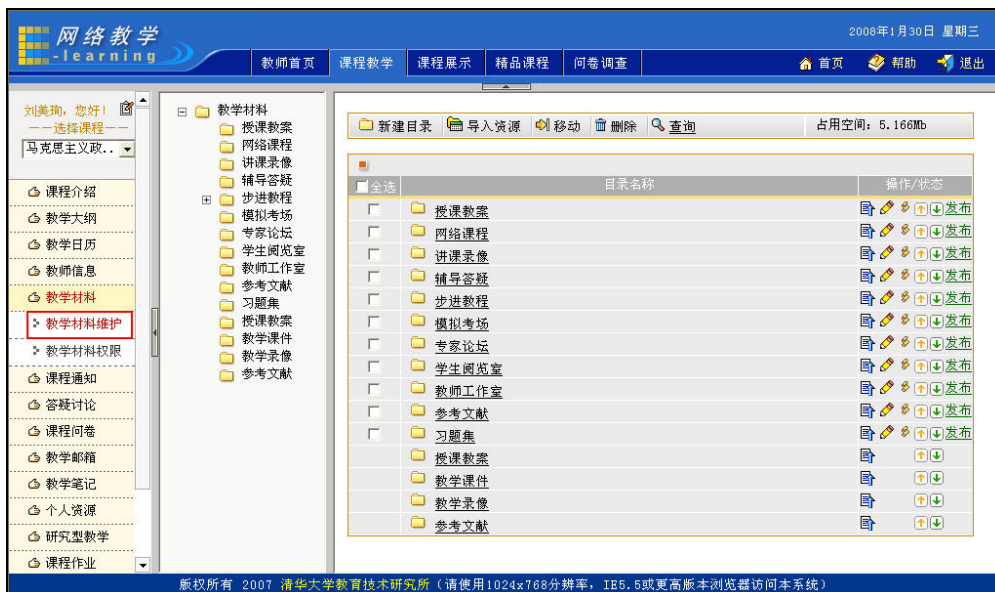 网络教学
-learning
2008年1月30日 星期三
教师首页 课程教学 课程展示 精品课程 问卷调查
首页 帮助 退出
刘美珣, 您好!
——选择课程——
马克思主义政..
课程介绍
教学大纲
教学日历
教师信息
教学材料
教学材料维护
教学材料权限
课程通知
答疑讨论
课程问卷
教学邮箱
教学笔记
个人资源
研究型教学
课程作业
教学材料
授课教案
网络课程
讲课录像
辅导答疑
步进教程
模拟考场
专家论坛
学生阅览室
教师工作室
参考文献
习题集
授课教案
教学课件
教学录像
参考文献
新建目录 导入资源 移动 删除 查询
占用空间: 5.166Mb
全选 目录名称 操作/状态
授课教案 发布
网络课程 发布
讲课录像 发布
辅导答疑 发布
步进教程 发布
模拟考场 发布
专家论坛 发布
学生阅览室 发布
教师工作室 发布
参考文献 发布
习题集 发布
授课教案
教学课件
教学录像
参考文献
版权所有 2007 清华大学教育技术研究所(请使用1024x768分辨率, IE5.5或更高版本浏览器访问本系统)